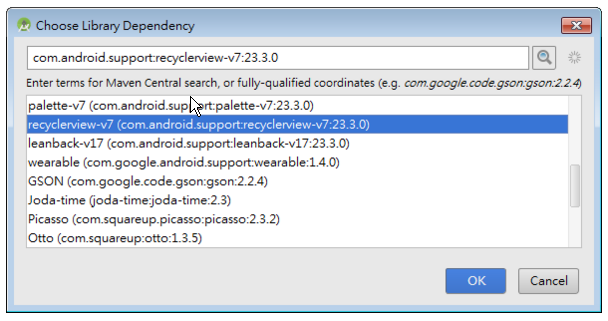 Choose Library Dependency
com.android.support:recyclerview-v7:23.3.0
Enter terms for Maven Central search, or fully-qualified coordinates (e.g. com.google.code.gson:gson:2.2.4)
palette-v7 (com.android.support:palette-v7:23.3.0)
recyclerview-v7 (com.android.support:recyclerview-v7:23.3.0)
leanback-v17 (com.android.support:leanback-v17:23.3.0)
wearable (com.google.android.support:wearable:1.4.0)
GSON (com.google.code.gson:gson:2.2.4)
Joda-time (joda-time:joda-time:2.3)
Picasso (com.squareup.picasso:picasso:2.3.2)
Otto (com.squareup:otto:1.3.5)
OK
Cancel